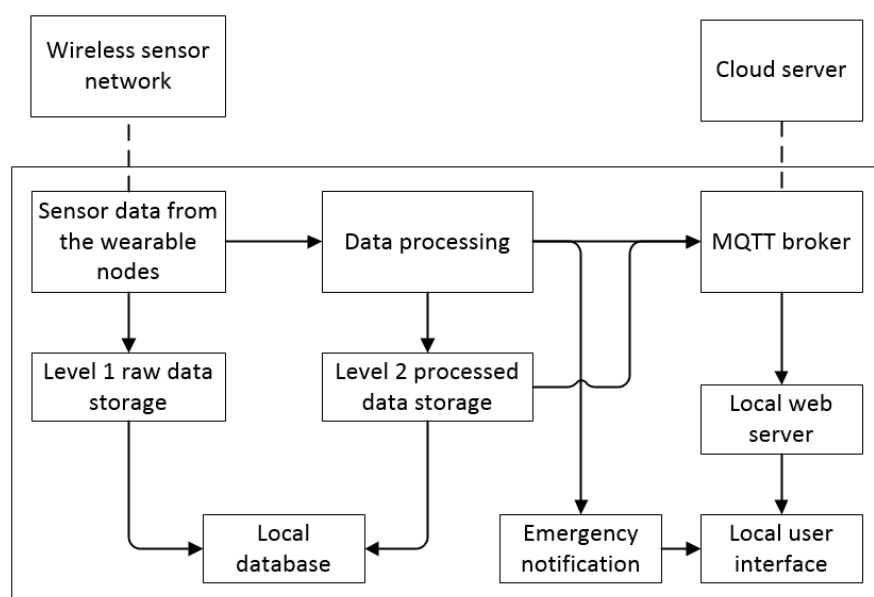 Wireless sensor
network
Cloud server
Sensor data from
the wearable
nodes
Data processing
MQTT broker
Level 1 raw data
storage
Level 2 processed
data storage
Local web
server
Local
database
Emergency
notification
Local user
interface